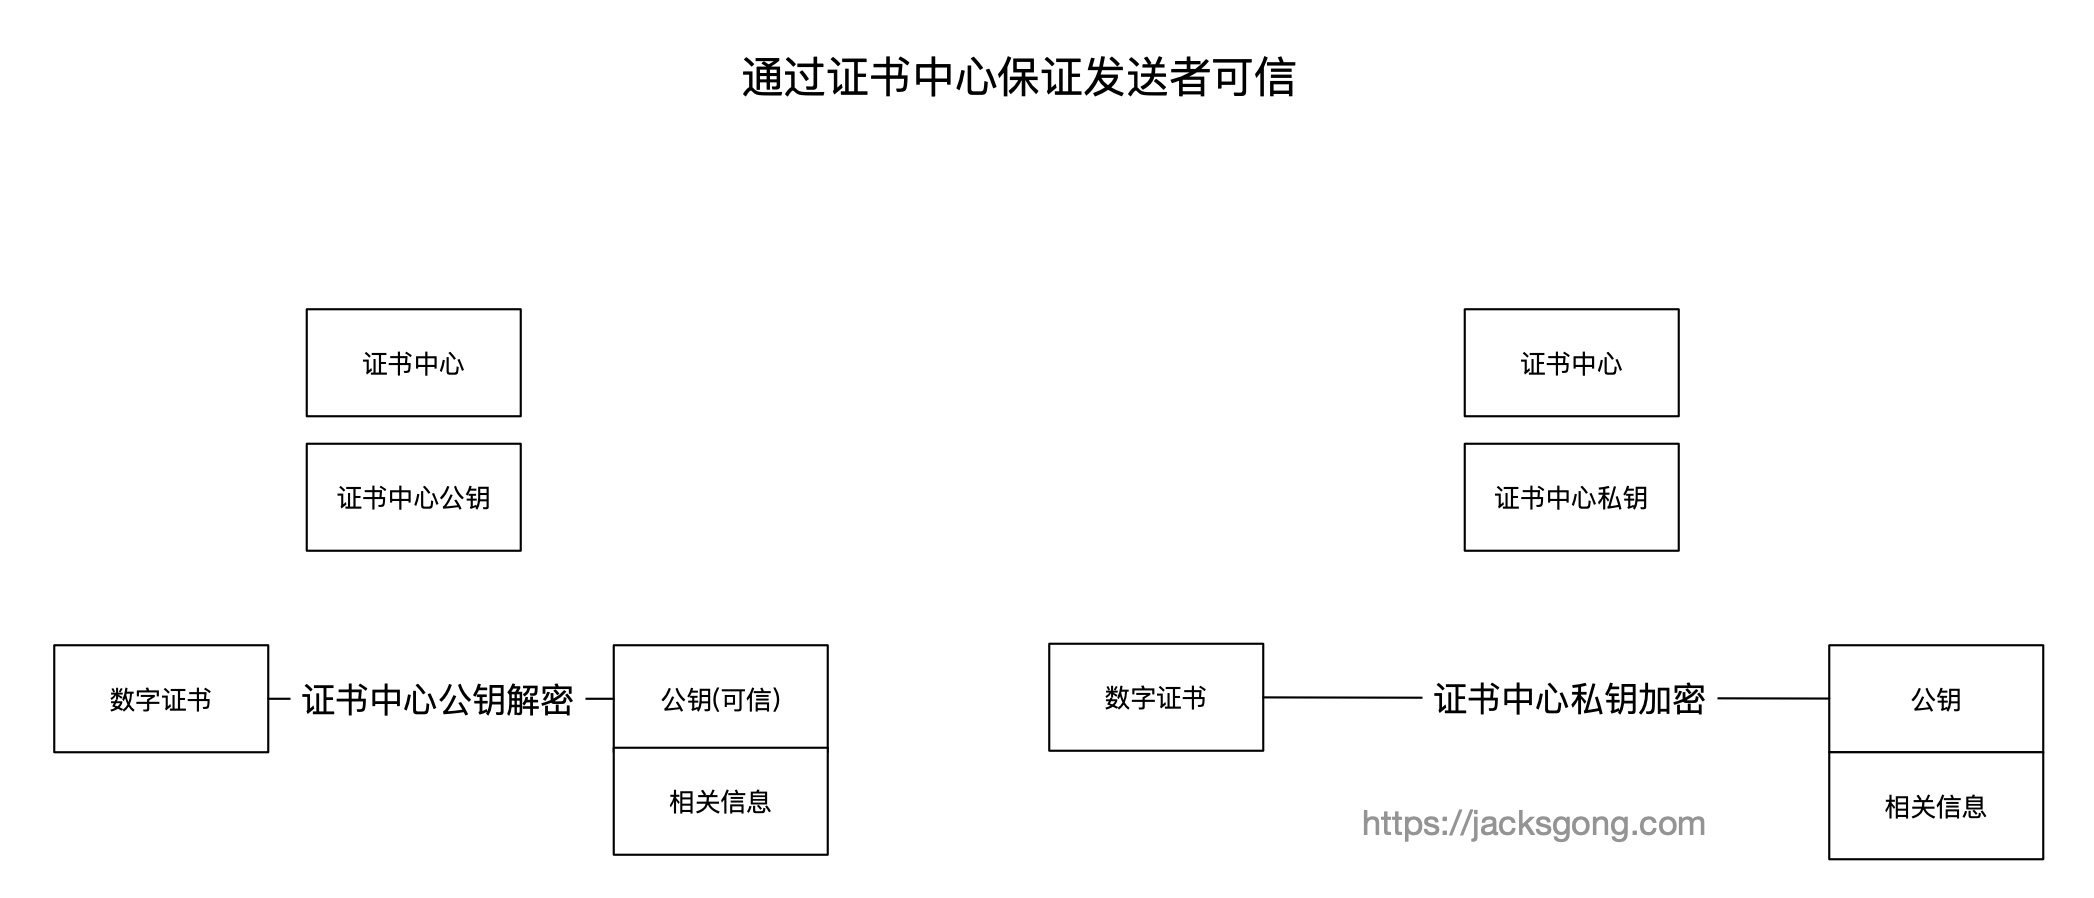 通过证书中心保证发送者可信
证书中心
证书中心
证书中心公钥
证书中心私钥
数字证书
证书中心公钥解密
公钥(可信)
相关信息
数字证书
证书中心私钥加密
公钥
相关信息
https://jacksgong.com